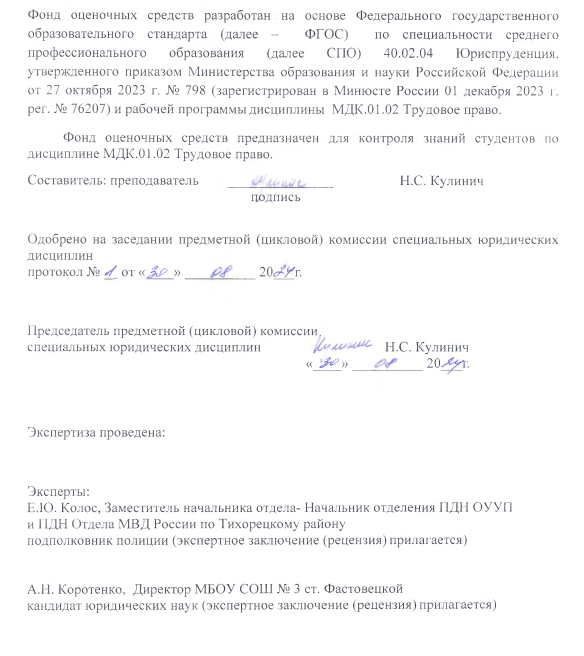 Фонд оценочных средств разработан на основе Федерального государственного
образовательного стандарта (далее – ФГОС) по специальности среднего
профессионального образования (далее СПО) 40.02.04 Юриспруденция,
утвержденного приказом Министерства образования и науки Российской Федерации
от 27 октября 2023 г. № 798 (зарегистрирован в Минюсте России 01 декабря 2023 г.
рег. № 76207) и рабочей программы дисциплины МДК.01.02 Трудовое право.
Фонд оценочных средств предназначен для контроля знаний студентов по
дисциплине МДК.01.02 Трудовое право.
Составитель: преподаватель Кулинич Н.С. Кулинич
подпись
Одобрено на заседании предметной (цикловой) комиссии специальных юридических
дисциплин
протокол № 1 от «30» 08 2024г.
Председатель предметной (цикловой) комиссии
специальных юридических дисциплин Кулинич Н.С. Кулинич
«30» 08 2024г.
Экспертиза проведена:
Эксперты:
Е.Ю. Колос, Заместитель начальника отдела- Начальник отделения ПДН ОУУП
и ПДН Отдела МВД России по Тихорецкому району
подполковник полиции (экспертное заключение (рецензия) прилагается)
А.Н. Коротенко, Директор МБОУ СОШ № 3 ст. Фастовецкой
кандидат юридических наук (экспертное заключение (рецензия) прилагается)